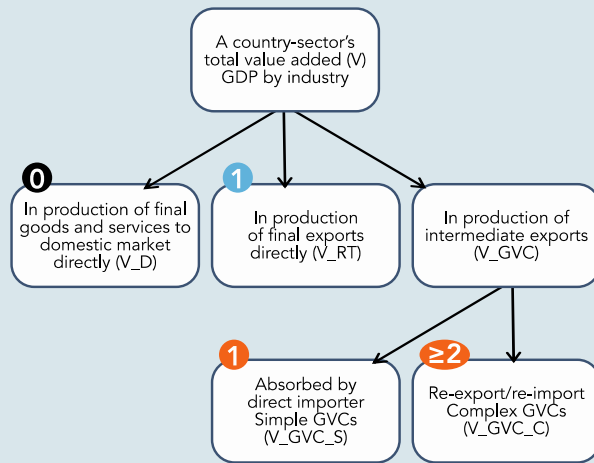 A country-sector's
total value added (V)
GDP by industry
0
In production of final
goods and services to
domestic market
directly (V_D)
1
In production
of final exports
directly (V_RT)
In production of
intermediate exports
(V_GVC)
1
Absorbed by
direct importer
Simple GVCs
(V_GVC_S)
≥2
Re-export/re-import
Complex GVCs
(V_GVC_C)